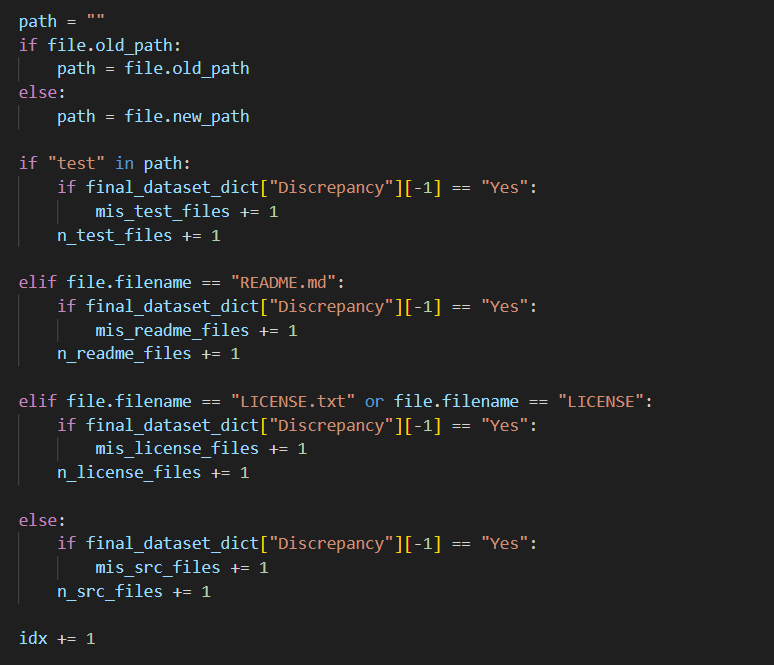 path = ""
if file.old_path:
    path = file.old_path
else:
    path = file.new_path

if "test" in path:
    if final_dataset_dict["Discrepancy"][-1] == "Yes":
        mis_test_files += 1
    n_test_files += 1

elif file.filename == "README.md":
    if final_dataset_dict["Discrepancy"][-1] == "Yes":
        mis_readme_files += 1
    n_readme_files += 1

elif file.filename == "LICENSE.txt" or file.filename == "LICENSE":
    if final_dataset_dict["Discrepancy"][-1] == "Yes":
        mis_license_files += 1
    n_license_files += 1

else:
    if final_dataset_dict["Discrepancy"][-1] == "Yes":
        mis_src_files += 1
    n_src_files += 1

idx += 1